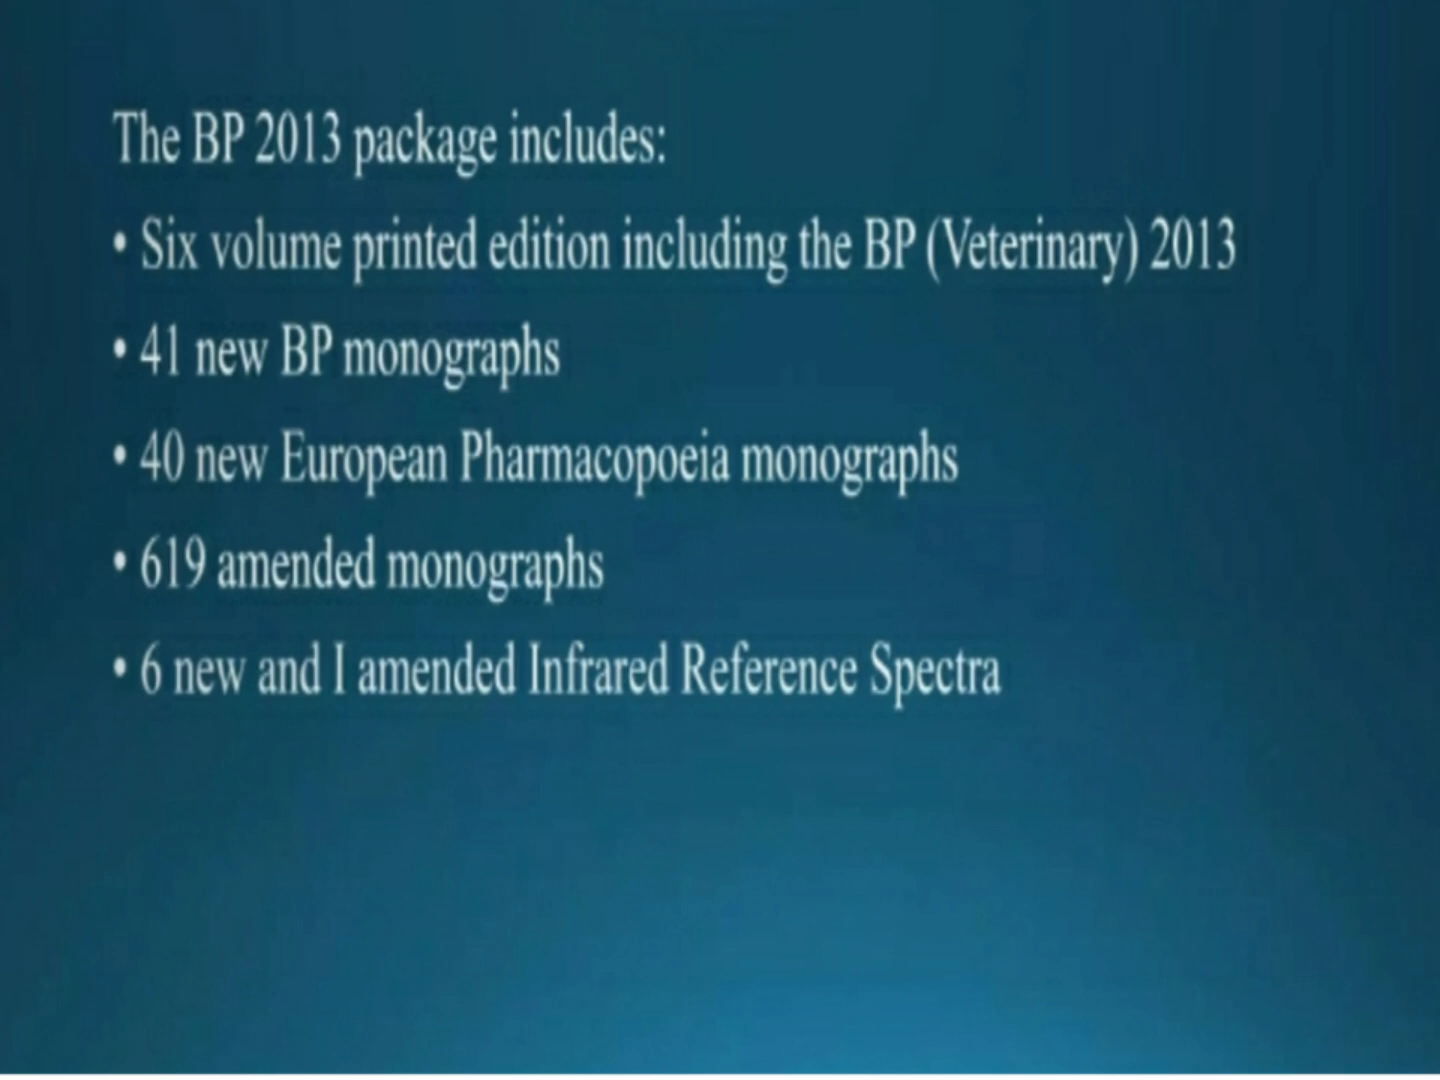 The BP 2013 package includes:
• Six volume printed edition including the BP (Veterinary) 2013
• 41 new BP monographs
• 40 new European Pharmacopoeia monographs
• 619 amended monographs
• 6 new and I amended Infrared Reference Spectra